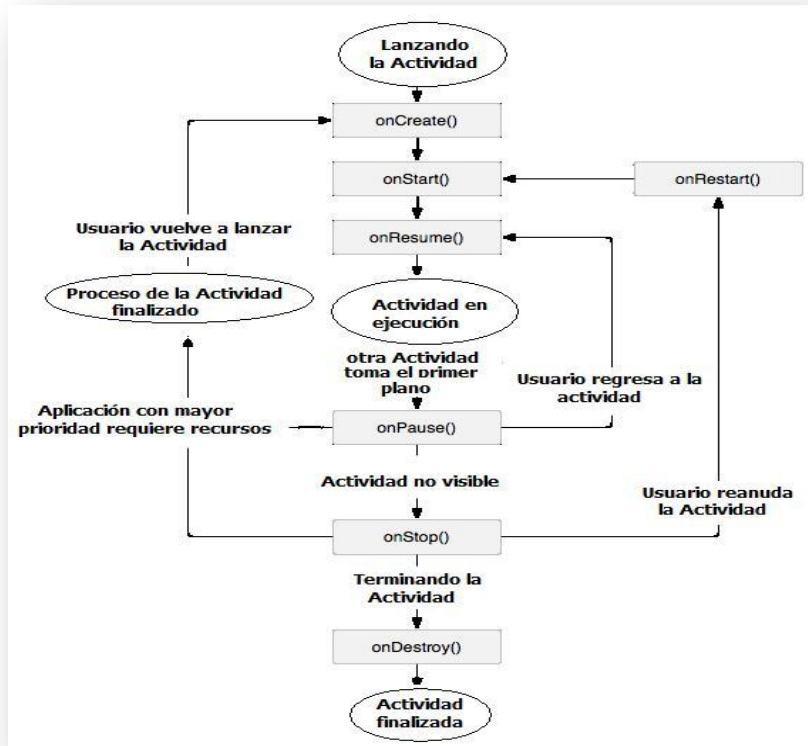 Lanzando
la Actividad
onCreate()
onStart()
onRestart()
Usuario vuelve a lanzar
la Actividad
onResume()
Proceso de la Actividad
finalizado
Actividad en
ejecución
otra Actividad
toma el primer
plano
Usuario regresa a la
actividad
Aplicación con mayor
prioridad requiere recursos
onPause()
Actividad no visible
Usuario reanuda
la Actividad
onStop()
Terminando la
Actividad
onDestroy()
Actividad
finalizada